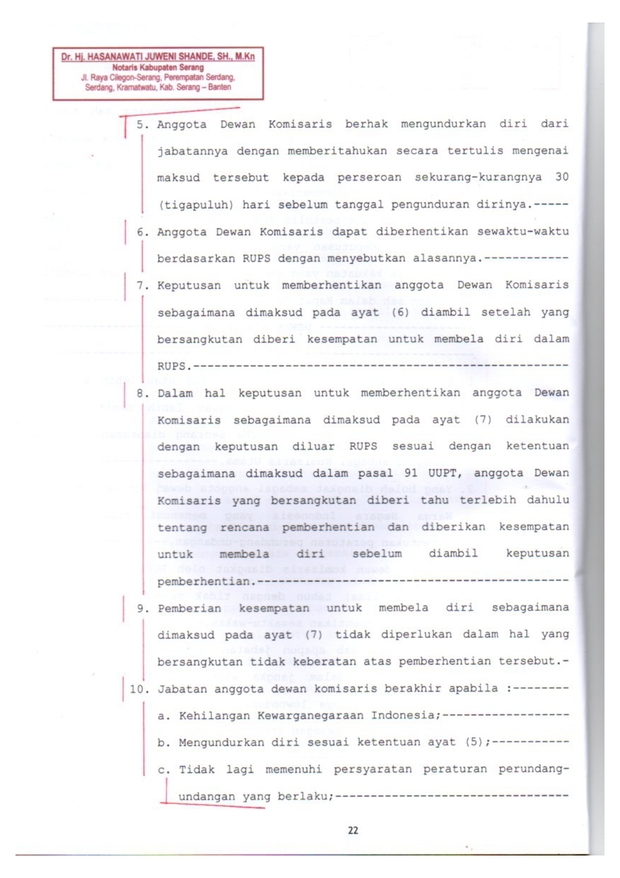 Dr. Hj. HASANAWATI JUWENI SHANDE, SH., M.Kn
Notaris Kabupaten Serang
Jl. Raya Cilegon-Serang, Perempatan Serdang,
Serdang, Kramatwatu, Kab. Serang – Banten
5. Anggota Dewan Komisaris berhak mengundurkan diri dari
jabatannya dengan memberitahukan secara tertulis mengenai
maksud tersebut kepada perseroan sekurang-kurangnya 30
(tigapuluh) hari sebelum tanggal pengunduran dirinya.-----
6. Anggota Dewan Komisaris dapat diberhentikan sewaktu-waktu
berdasarkan RUPS dengan menyebutkan alasannya.------------
7. Keputusan untuk memberhentikan anggota Dewan Komisaris
sebagaimana dimaksud pada ayat (6) diambil setelah yang
bersangkutan diberi kesempatan untuk membela diri dalam
RUPS.-----------------------------------------------------
8. Dalam hal keputusan untuk memberhentikan anggota Dewan
Komisaris sebagaimana dimaksud pada ayat (7) dilakukan
dengan keputusan diluar RUPS sesuai dengan ketentuan
sebagaimana dimaksud dalam pasal 91 UUPT, anggota Dewan
Komisaris yang bersangkutan diberi tahu terlebih dahulu
tentang rencana pemberhentian dan diberikan kesempatan
untuk membela diri sebelum diambil keputusan
pemberhentian.--------------------------------------------
9. Pemberian kesempatan untuk membela diri sebagaimana
dimaksud pada ayat (7) tidak diperlukan dalam hal yang
bersangkutan tidak keberatan atas pemberhentian tersebut.-
10. Jabatan anggota dewan komisaris berakhir apabila :--------
a. Kehilangan Kewarganegaraan Indonesia;------------------
b. Mengundurkan diri sesuai ketentuan ayat (5);-----------
c. Tidak lagi memenuhi persyaratan peraturan perundang-
undangan yang berlaku;---------------------------------
22